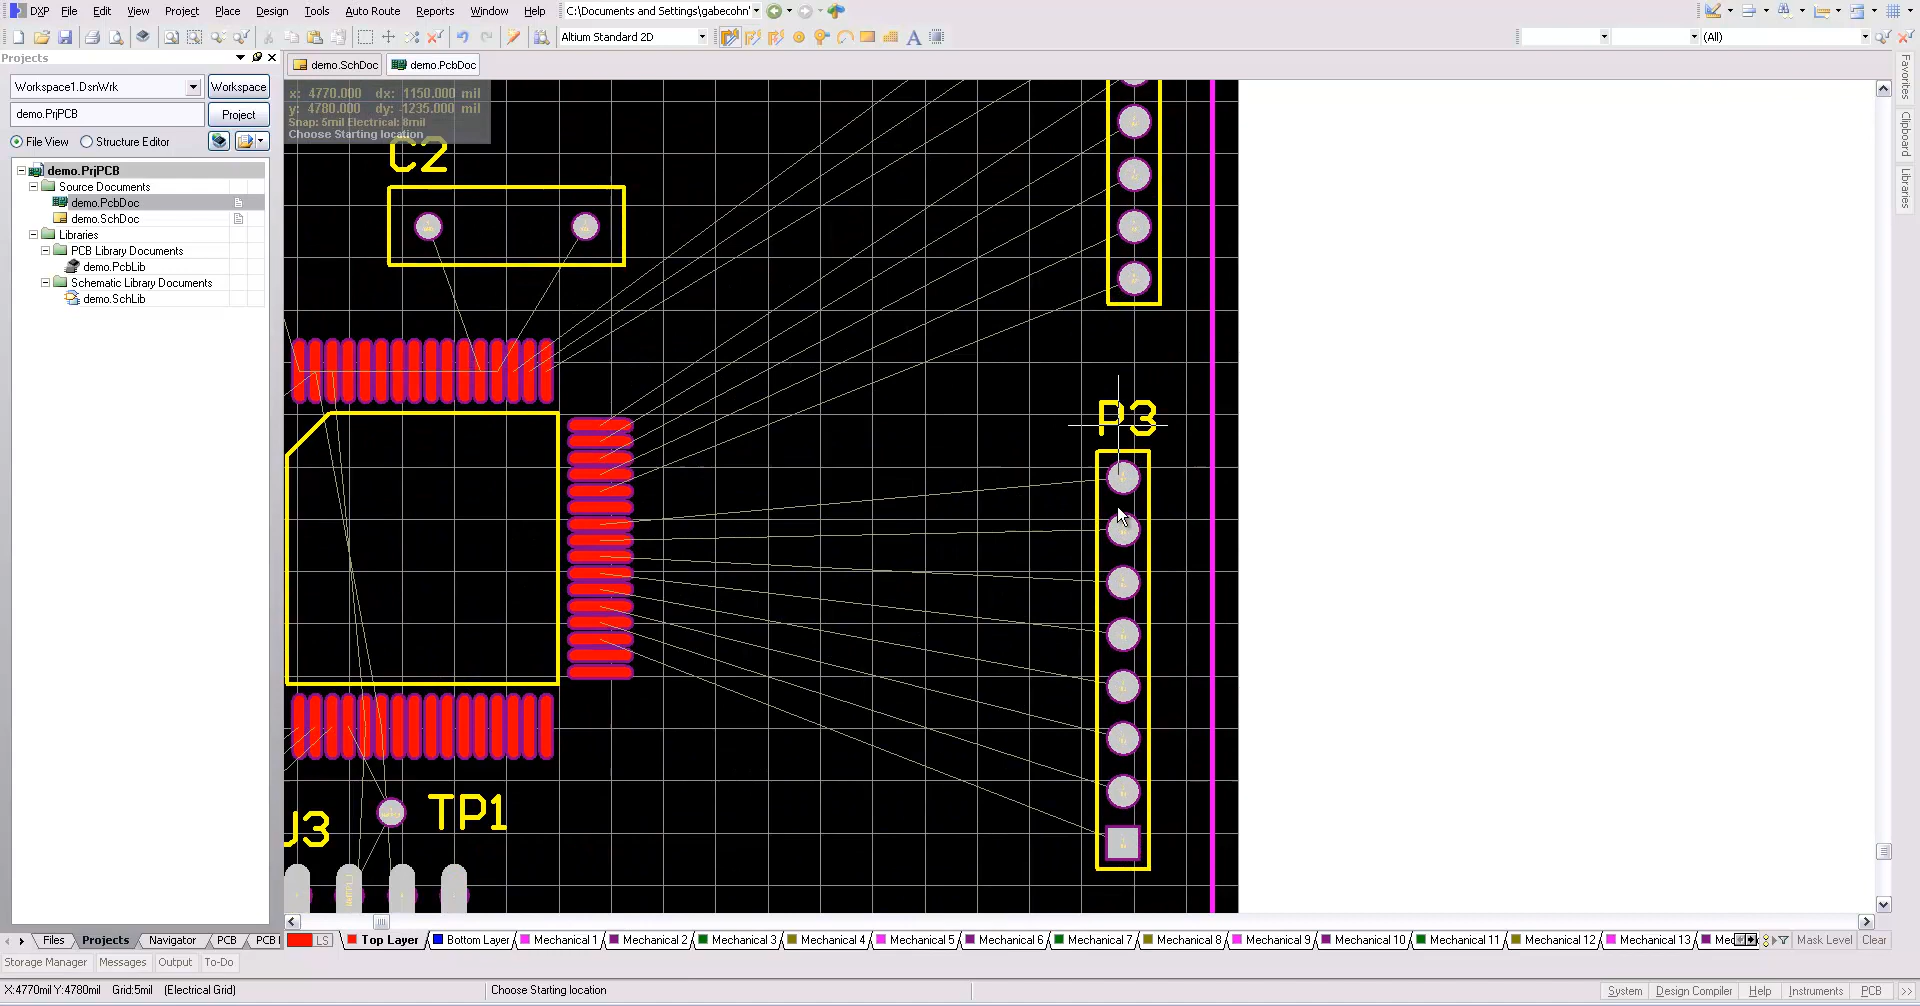 DXP File Edit View Project Place Design Tools Auto Route Reports Window Help C:\Documents and Settings\gabecohn'
Altium Standard 2D (All)
Projects
Workspace1.DsnWrk Workspace
demo.PrjPCB Project
File View Structure Editor
demo.PrjPCB
Source Documents
demo.PcbDoc
demo.SchDoc
Libraries
PCB Library Documents
demo.PcbLib
Schematic Library Documents
demo.SchLib
demo.SchDoc demo.PcbDoc
x: 4770.000 dx: 1150.000 mil
y: 4780.000 dy: -1235.000 mil
Snap: 5mil Electrical: 8mil
Choose Starting location
C2
P3
TP1
J3
Favorites
Clipboard
Libraries
Files Projects Navigator PCB PCB I
LS Top Layer Bottom Layer Mechanical 1 Mechanical 2 Mechanical 3 Mechanical 4 Mechanical 5 Mechanical 6 Mechanical 7 Mechanical 8 Mechanical 9 Mechanical 10 Mechanical 11 Mechanical 12 Mechanical 13 Mec Mask Level Clear
Storage Manager Messages Output To-Do
X:4770mil Y:4780mil Grid:5mil (Electrical Grid) Choose Starting location System Design Compiler Help Instruments PCB >>